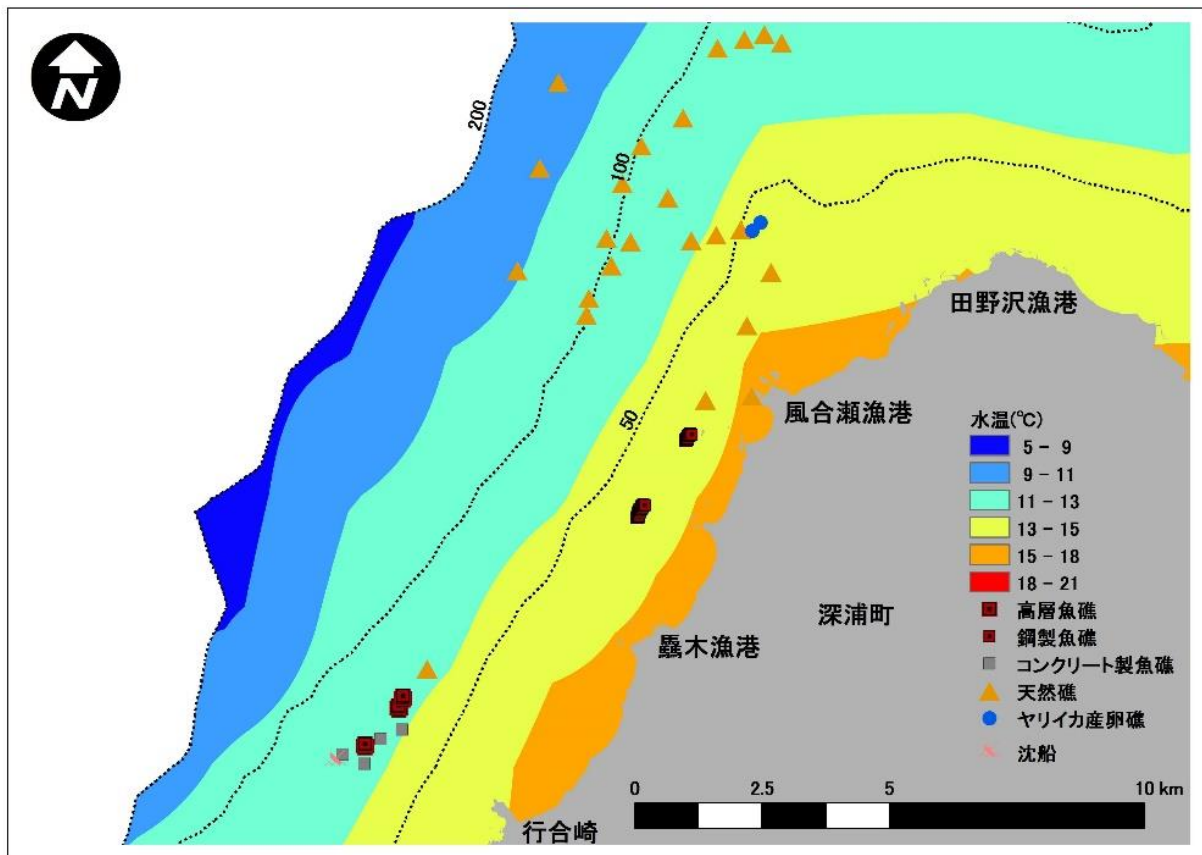 N
200
100
50
田野沢漁港
風合瀬漁港
水温(℃)
5 - 9
9 - 11
11 - 13
13 - 15
15 - 18
18 - 21
高層魚礁
鋼製魚礁
コンクリート製魚礁
天然礁
ヤリイカ産卵礁
沈船
深浦町
驫木漁港
行合崎
0 2.5 5 10 km